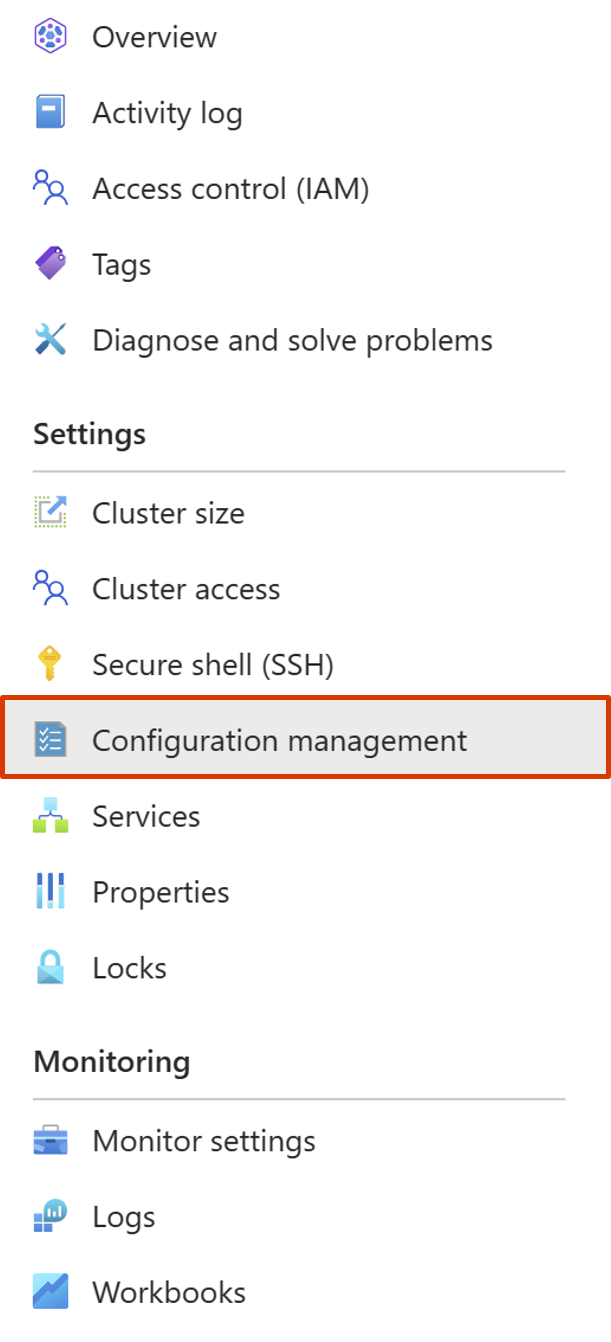 Overview
Activity log
Access control (IAM)
Tags
Diagnose and solve problems
Settings
Cluster size
Cluster access
Secure shell (SSH)
Configuration management
Services
Properties
Locks
Monitoring
Monitor settings
Logs
Workbooks